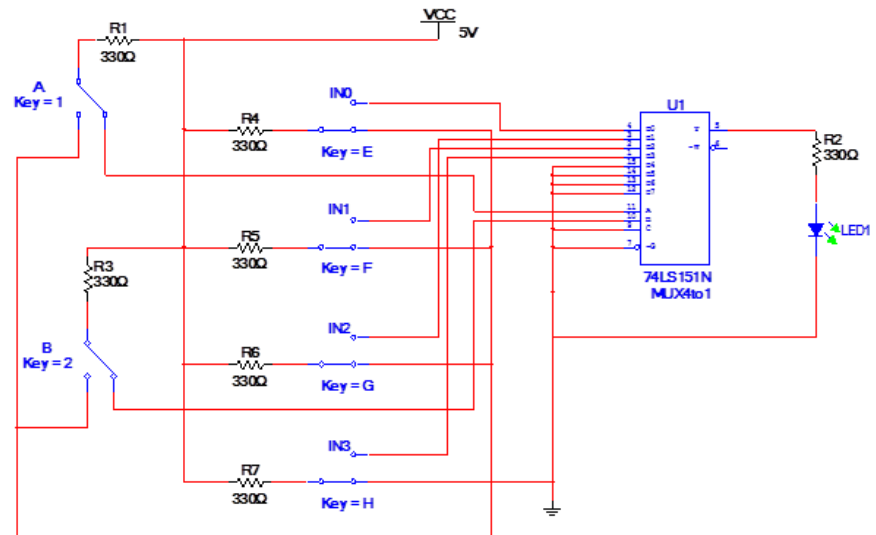 VCC
5V
R1
330Ω
A
Key = 1
IN0
R4
330Ω
Key = E
U1
R2
330Ω
IN1
R5
330Ω
Key = F
LED1
R3
330Ω
74LS151N
MUX4to1
B
Key = 2
IN2
R6
330Ω
Key = G
IN3
R7
330Ω
Key = H